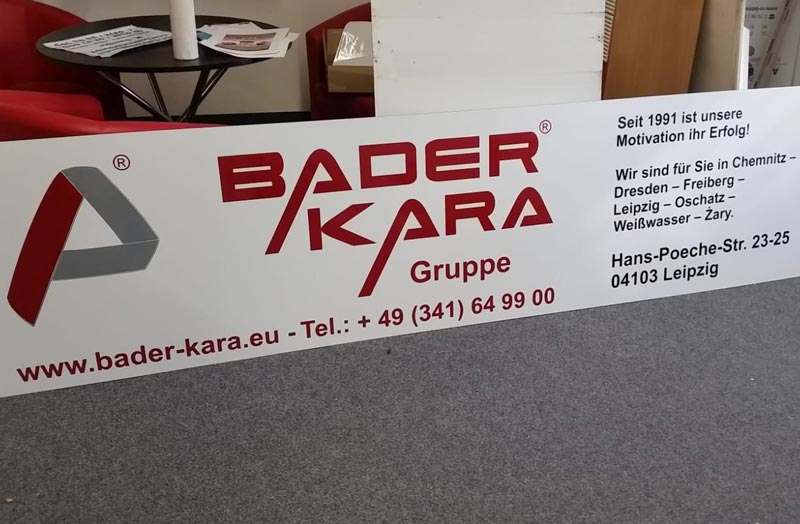 ®
BADER®
KARA
Gruppe
www.bader-kara.eu - Tel.: + 49 (341) 64 99 00
Seit 1991 ist unsere
Motivation ihr Erfolg!
Wir sind für Sie in Chemnitz –
Dresden – Freiberg –
Leipzig – Oschatz –
Weißwasser – Żary.
Hans-Poeche-Str. 23-25
04103 Leipzig